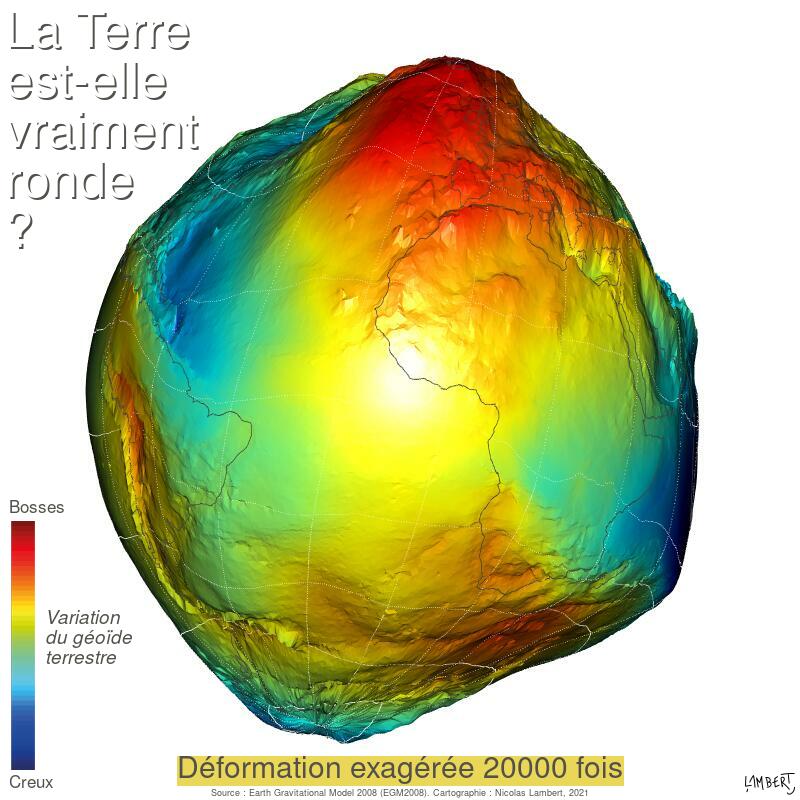 La Terre
est-elle
vraiment
ronde
?
Bosses
Variation
du géoïde
terrestre
Creux
Déformation exagérée 20000 fois
Source : Earth Gravitational Model 2008 (EGM2008). Cartographie : Nicolas Lambert, 2021
LAMBERT